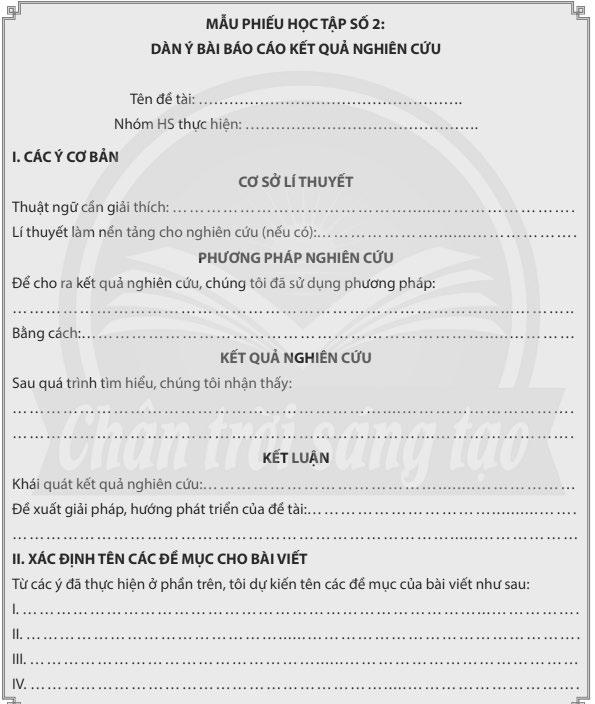 MẪU PHIẾU HỌC TẬP SỐ 2:
DÀN Ý BÀI BÁO CÁO KẾT QUẢ NGHIÊN CỨU
Tên đề tài: ……………………………………………..
Nhóm HS thực hiện: ………………………………………..
I. CÁC Ý CƠ BẢN
CƠ SỞ LÍ THUYẾT
Thuật ngữ cần giải thích: ………………………………………......…………………….
Lí thuyết làm nền tảng cho nghiên cứu (nếu có):……………………......……………….
PHƯƠNG PHÁP NGHIÊN CỨU
Để cho ra kết quả nghiên cứu, chúng tôi đã sử dụng phương pháp:
…………………………………………………………………………………………..
Bằng cách:……………………………………………………......……………………
KẾT QUẢ NGHIÊN CỨU
Sau quá trình tìm hiểu, chúng tôi nhận thấy:
………………………………………………………………………………………….
………………………………………………………………………………………….
Chân trời sáng tạo
KẾT LUẬN
Khái quát kết quả nghiên cứu:……………………………………......…………………
Đề xuất giải pháp, hướng phát triển của đề tài:………………………………..........…….
……………………………………………………………………......…………………
II. XÁC ĐỊNH TÊN CÁC ĐỀ MỤC CHO BÀI VIẾT
Từ các ý đã thực hiện ở phần trên, tôi dự kiến tên các đề mục của bài viết như sau:
I. …………………………………………………………………………......…………….
II. …………………………………………......…………………………………………….
III. …………………………………………………......……………………………………
IV. ……………………………………………………………......………………………….